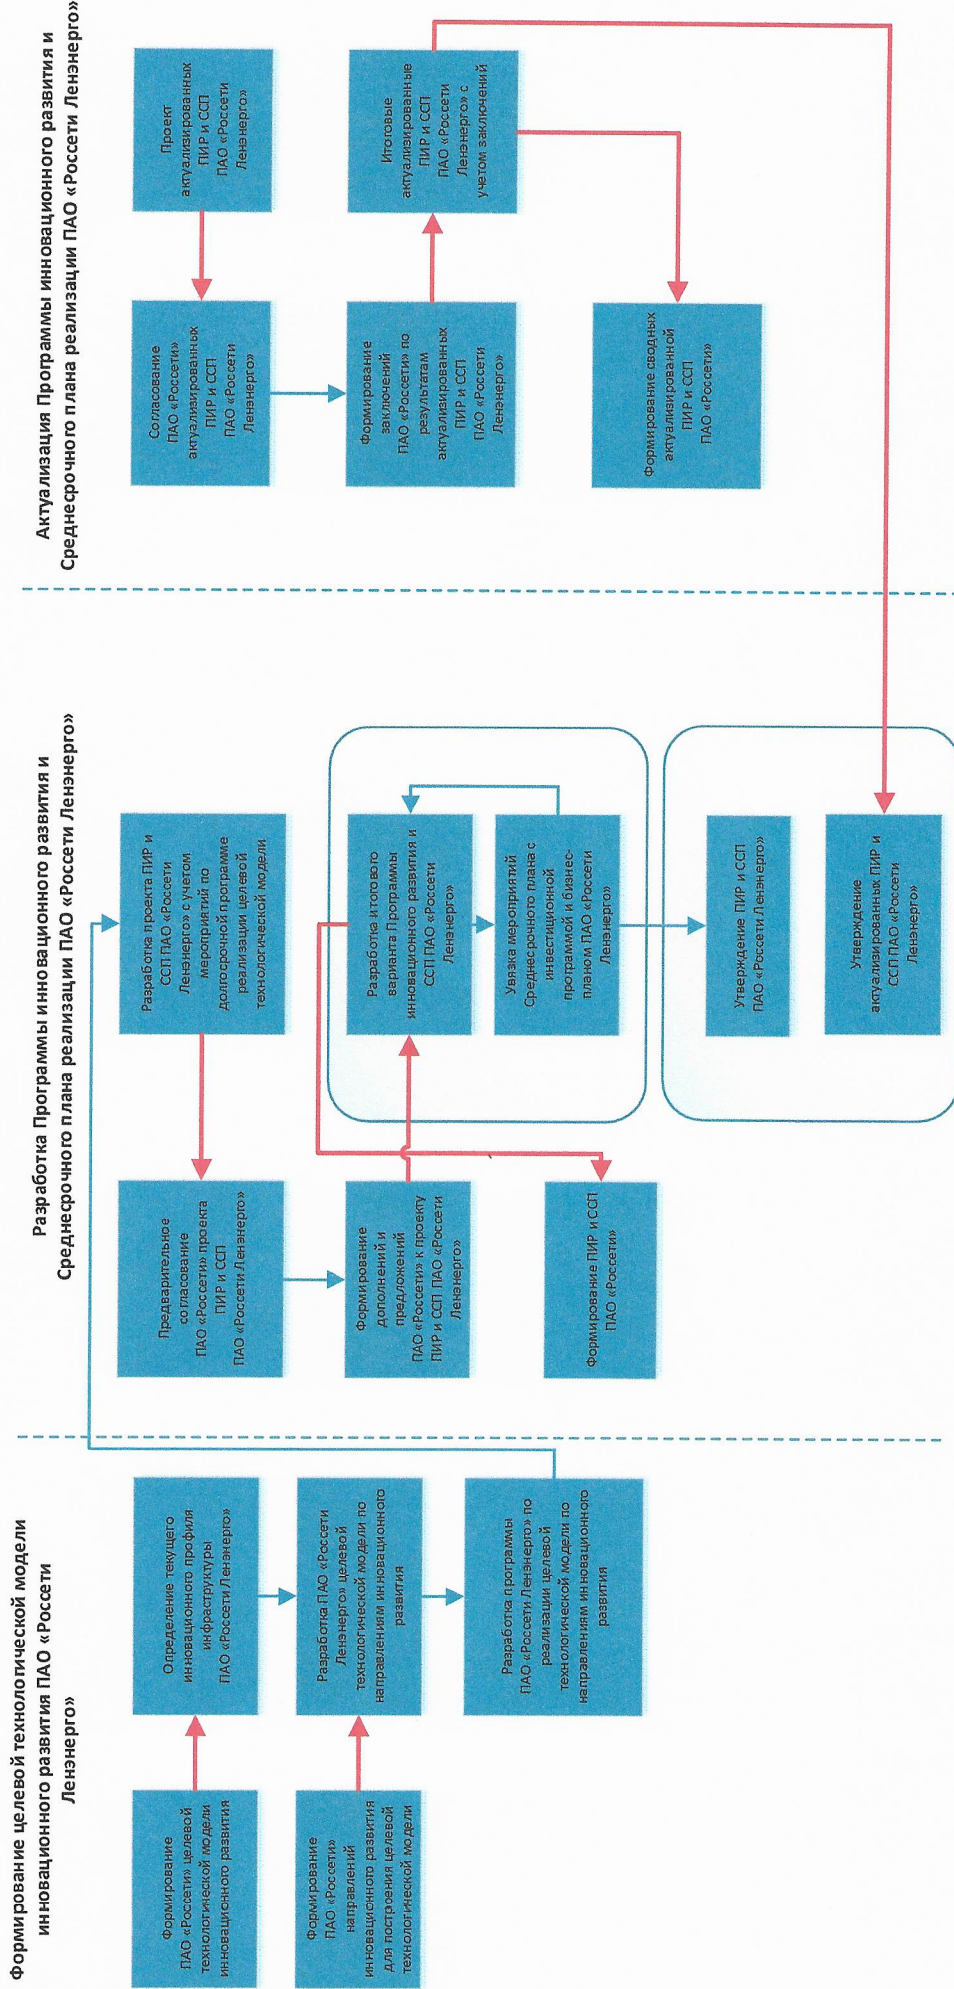 Формирование целевой технологической модели
инновационного развития ПАО «Россети
Ленэнерго»
Формирование
ПАО «Россети» целевой
технологической модели
инновационного развития
Определение текущего
инновационного профиля
инфраструктуры
ПАО «Россети Ленэнерго»
Формирование
ПАО «Россети»
направлений
инновационного развития
для построения целевой
технологической модели
Разработка ПАО «Россети
Ленэнерго» целевой
технологической модели по
направлениям инновационного
развития
Разработка программы
ПАО «Россети Ленэнерго» по
реализации целевой
технологической модели по
направлениям инновационного
развития
Разработка Программы инновационного развития и
Среднесрочного плана реализации ПАО «Россети Ленэнерго»
Предварительное
согласование
ПАО «Россети» проекта
ПИР и ССП
ПАО «Россети Ленэнерго»
Разработка проекта ПИР и
ССП ПАО «Россети
Ленэнерго» с учетом
мероприятий по
долгосрочной программе
реализации целевой
технологической модели
Формирование
дополнений и
предложений
ПАО «Россети» к проекту
ПИР и ССП ПАО «Россети
Ленэнерго»
Разработка итогового
варианта Программы
инновационного развития и
ССП ПАО «Россети
Ленэнерго»
Увязка мероприятий
Среднесрочного плана с
инвестиционной
программой и бизнес-
планом ПАО «Россети
Ленэнерго»
Формирование ПИР и ССП
ПАО «Россети»
Утверждение ПИР и ССП
ПАО «Россети Ленэнерго»
Утверждение
актуализированных ПИР и
ССП ПАО «Россети
Ленэнерго»
Актуализация Программы инновационного развития и
Среднесрочного плана реализации ПАО «Россети Ленэнерго»
Согласование
ПАО «Россети»
актуализированных
ПИР и ССП
ПАО «Россети
Ленэнерго»
Проект
актуализированных
ПИР и ССП
ПАО «Россети
Ленэнерго»
Формирование
заключений
ПАО «Россети» по
результатам
актуализированных
ПИР и ССП
ПАО «Россети
Ленэнерго»
Итоговые
актуализированные
ПИР и ССП
ПАО «Россети
Ленэнерго» с
учетом заключений
Формирование сводных
актуализированной
ПИР и ССП
ПАО «Россети»